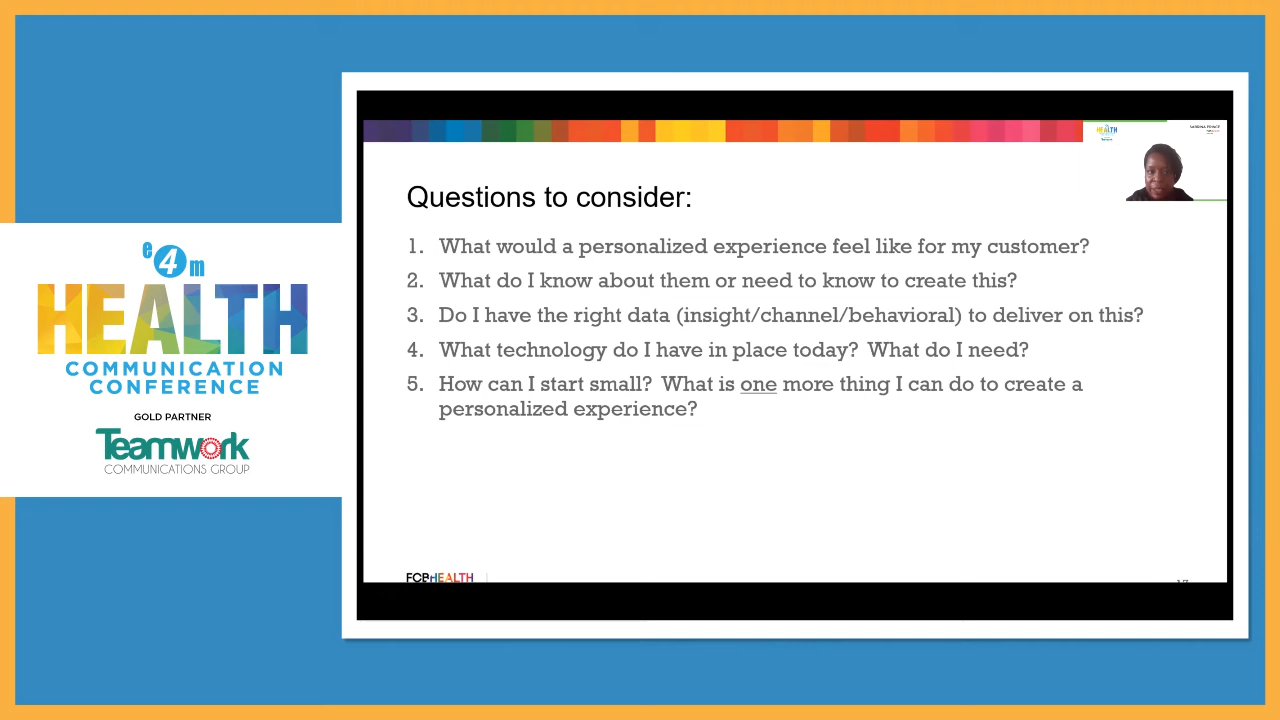 e4m
HEALTH
COMMUNICATION
CONFERENCE
GOLD PARTNER
Teamwork
COMMUNICATIONS GROUP
HEALTH
SABRINA PRINCE
Questions to consider:
1. What would a personalized experience feel like for my customer?
2. What do I know about them or need to know to create this?
3. Do I have the right data (insight/channel/behavioral) to deliver on this?
4. What technology do I have in place today? What do I need?
5. How can I start small? What is one more thing I can do to create a
personalized experience?
FCBHEALTH